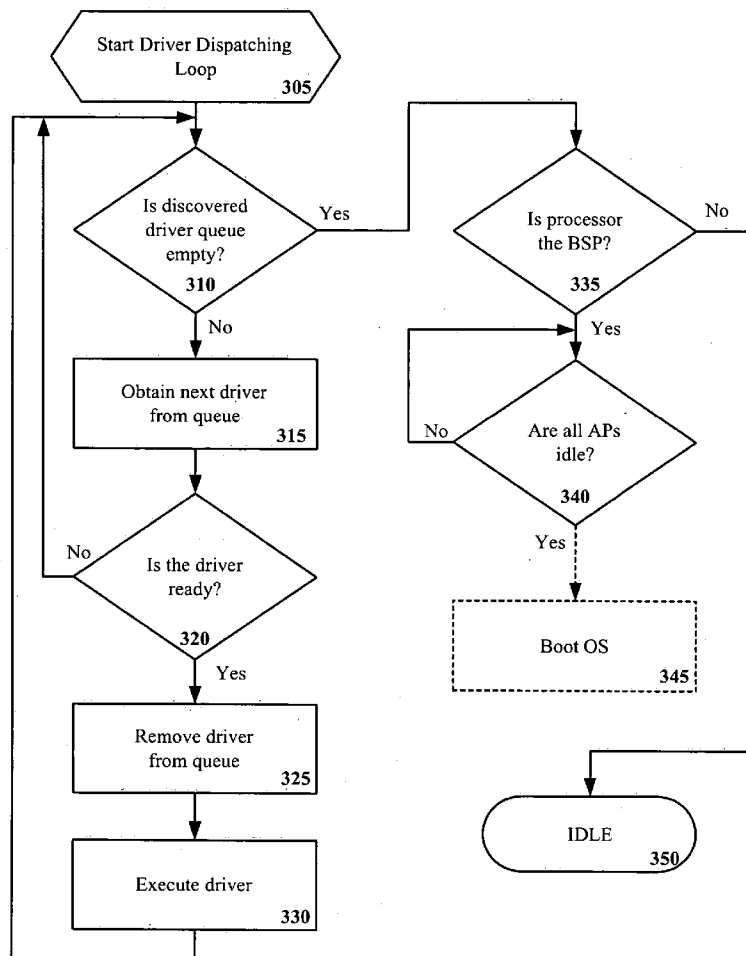 Start Driver Dispatching
Loop
305
Is discovered
driver queue
empty?
310
Yes
No
Obtain next driver
from queue
315
No
Is the driver
ready?
320
Yes
Remove driver
from queue
325
Execute driver
330
Is processor
the BSP?
335
No
Yes
No
Are all APs
idle?
340
Yes
Boot OS
345
IDLE
350